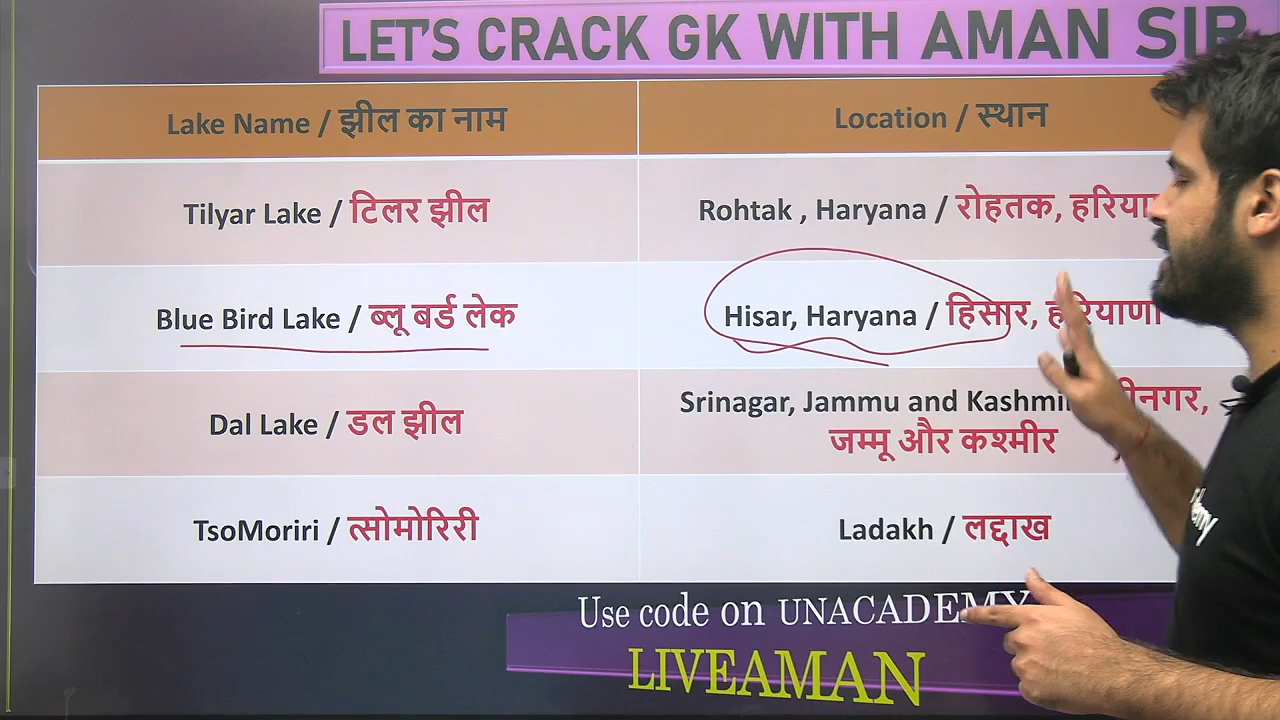 LET'S CRACK GK WITH AMAN SIR
Lake Name / झील का नाम
Location / स्थान
Tilyar Lake / टिलर झील
Rohtak , Haryana / रोहतक,
Blue Bird Lake / ब्लू बर्ड लेक
Hisar, Haryana / हिसार, हरियाणा
Dal Lake / डल झील
Srinagar, Jammu and
जम्मू और कश्मीर
TsoMoriri / त्सोमोरिरी
Ladakh / लद्दाख
Use code on UNACADEMY
LIVEAMAN